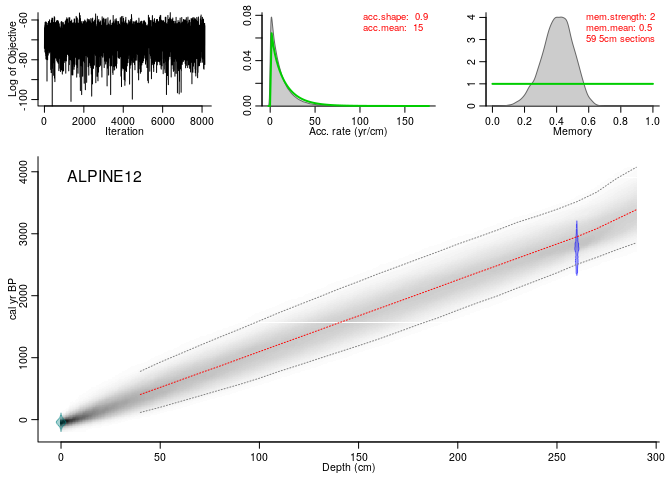 -100 -80 -60
Log of Objective
0 2000 4000 6000 8000
Iteration
0.00 0.04 0.08
acc.shape: 0.9
acc.mean: 15
0 50 100 150
Acc. rate (yr/cm)
0 1 2 3 4
mem.strength: 2
mem.mean: 0.5
59 5cm sections
0.0 0.2 0.4 0.6 0.8 1.0
Memory
ALPINE12
0 1000 2000 3000 4000
cal yr BP
0 50 100 150 200 250 300
Depth (cm)